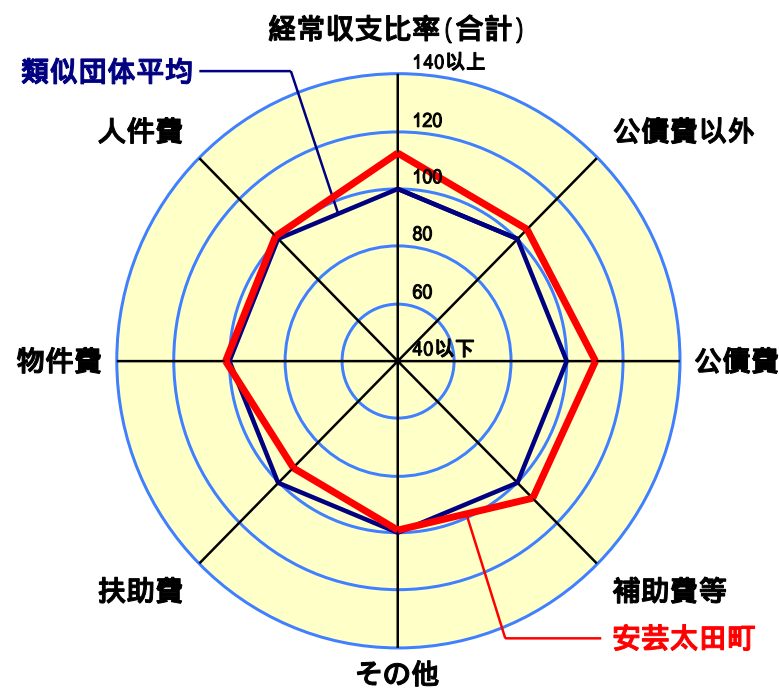 経常収支比率(合計)
類似団体平均
140以上
人件費
120
公債費以外
100
80
60
40以下
物件費
公債費
扶助費
補助費等
安芸太田町
その他